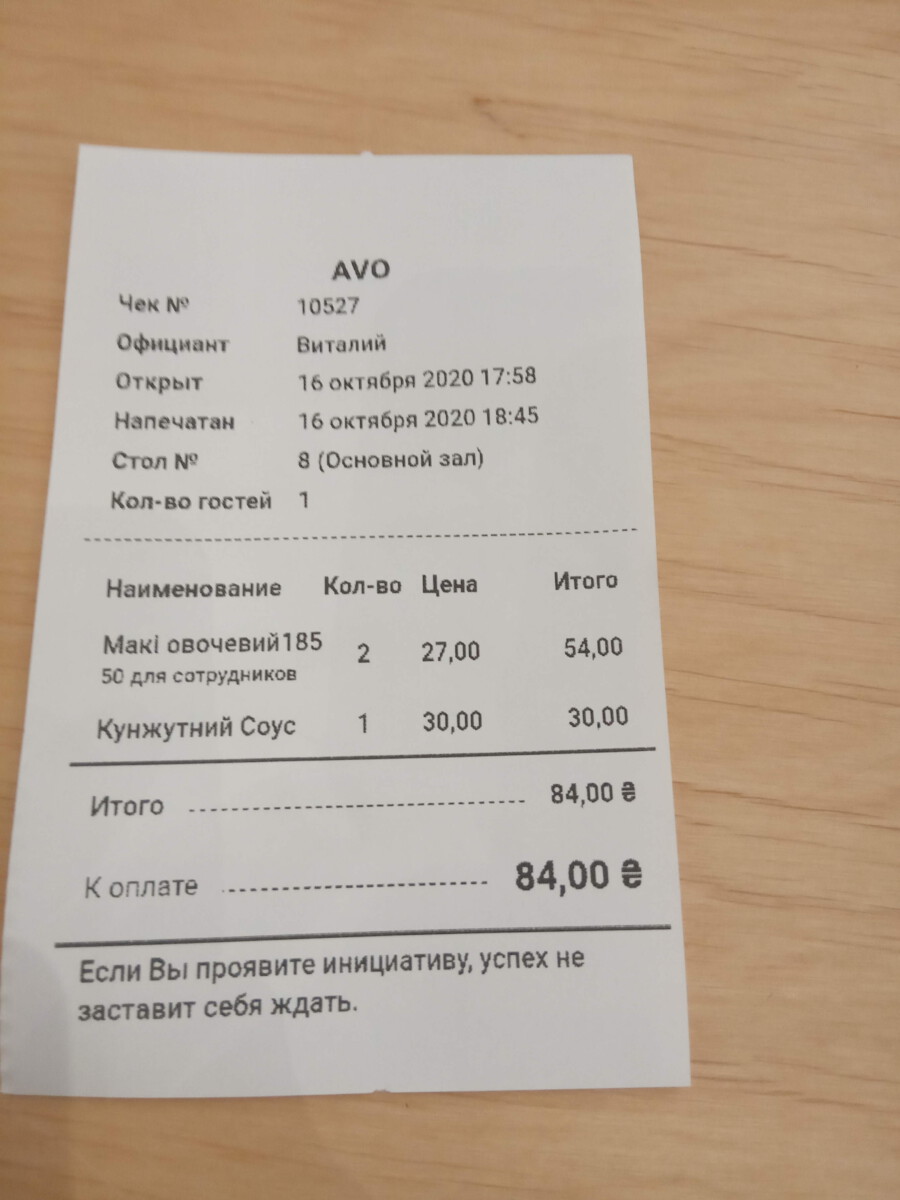 AVO
Чек № 10527
Официант Виталий
Открыт 16 октября 2020 17:58
Напечатан 16 октября 2020 18:45
Стол № 8 (Основной зал)
Кол-во гостей 1
Наименование Кол-во Цена Итого
Макі овочевий185 2 27,00 54,00
50 для сотрудников
Кунжутний Соус 1 30,00 30,00
Итого 84,00 ₴
К оплате 84,00 ₴
Если Вы проявите инициативу, успех не
заставит себя ждать.